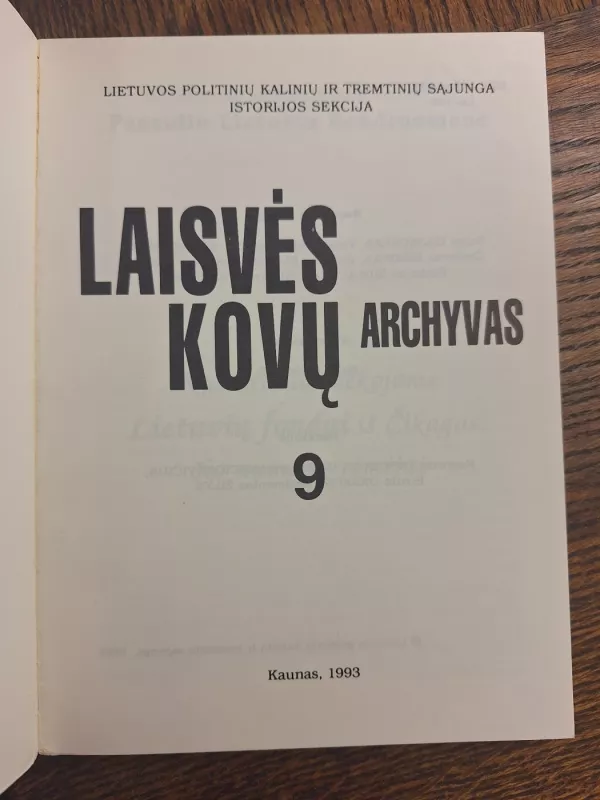 LIETUVOS POLITINIŲ KALINIŲ IR TREMTINIŲ SĄJUNGA
ISTORIJOS SEKCIJA
LAISVĖS
KOVŲ ARCHYVAS
9
Kaunas, 1993